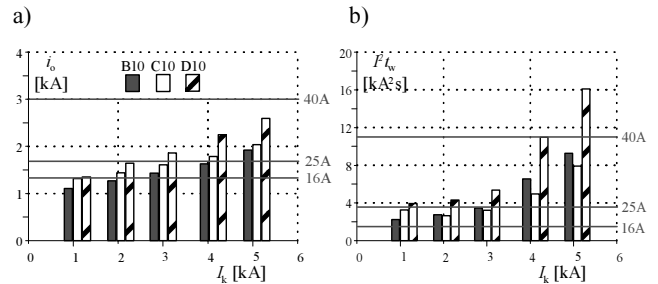 a)
b)
4
3
2
1
0
i₀
[kA]
B10 C10 D10
40A
25A
16A
0 1 2 3 4 5 6
Iₖ [kA]
20
16
12
8
4
0
I²t_w
[kA²s]
40A
25A
16A
0 1 2 3 4 5 6
Iₖ [kA]